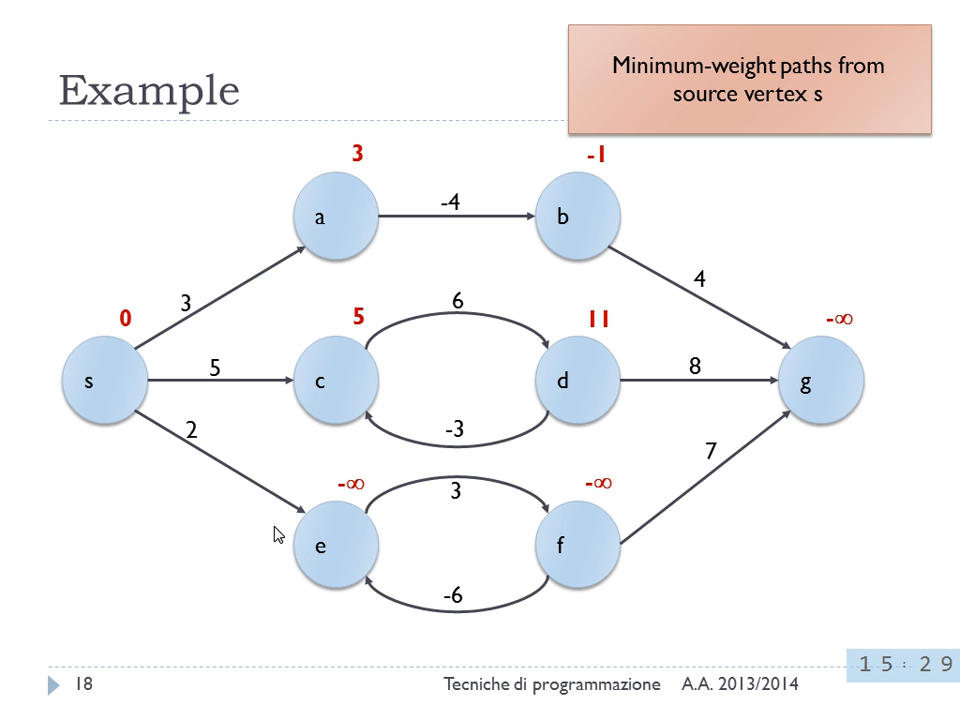 Minimum-weight paths from
source vertex s
Example
3
-1
a
-4
b
3
4
0
5
6
11
-∞
s
5
c
d
8
g
2
-3
7
-∞
3
-∞
e
f
-6
15:29
18 Tecniche di programmazione A.A. 2013/2014